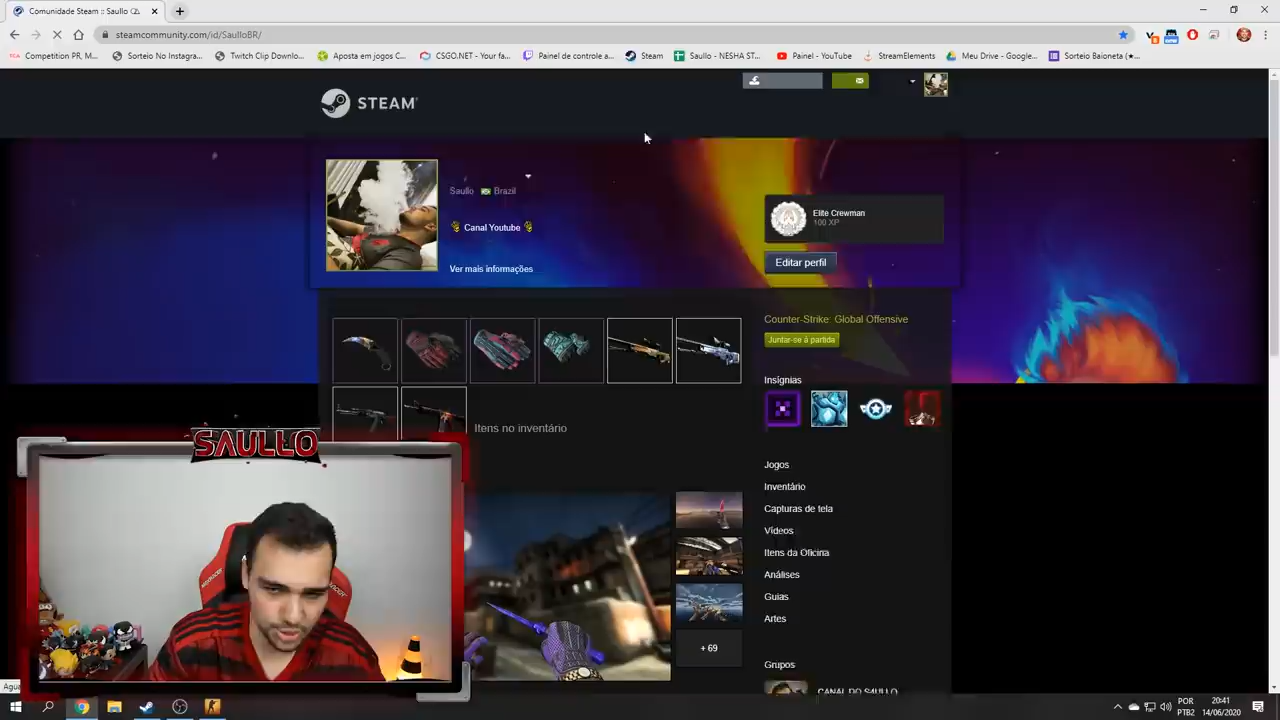 Comunidade Steam :: Saullo
steamcommunity.com/id/SaulloBR/
Competition PR, M...
Sorteio No Instagra...
Twitch Clip Downlo...
Aposta em jogos C...
CSGO.NET - Your fa...
Painel de controle a...
Steam
Saullo - NESHA ST...
Painel - YouTube
StreamElements
Meu Drive - Google...
Sorteio Baioneta (★...
STEAM
Saullo Brazil
Canal Youtube
Ver mais informações
Elite Crewman
100 XP
Editar perfil
Counter-Strike: Global Offensive
Juntar-se à partida
Insígnias
Itens no inventário
SAULLO
Jogos
Inventário
Capturas de tela
Vídeos
Itens da Oficina
Análises
Guias
Artes
+ 69
Grupos
CANAL DO S4ULLO
POR
PTB2
20:41
14/06/2020